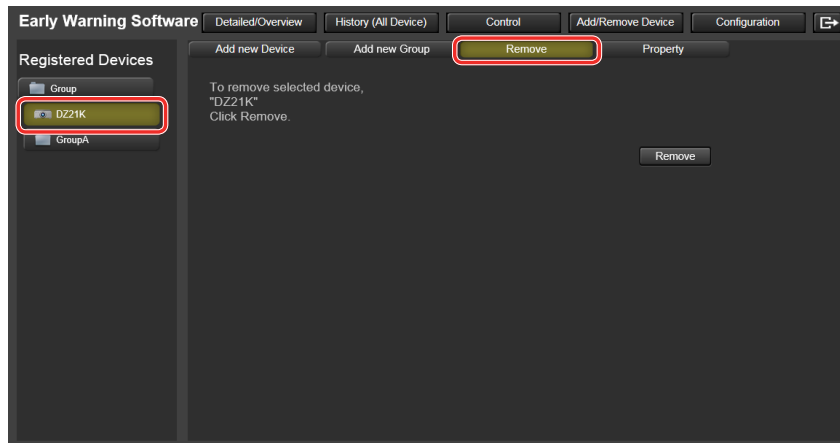 Early Warning Software
Detailed/Overview
History (All Device)
Control
Add/Remove Device
Configuration
Registered Devices
Group
DZ21K
GroupA
Add new Device
Add new Group
Remove
Property
To remove selected device,
"DZ21K"
Click Remove.
Remove